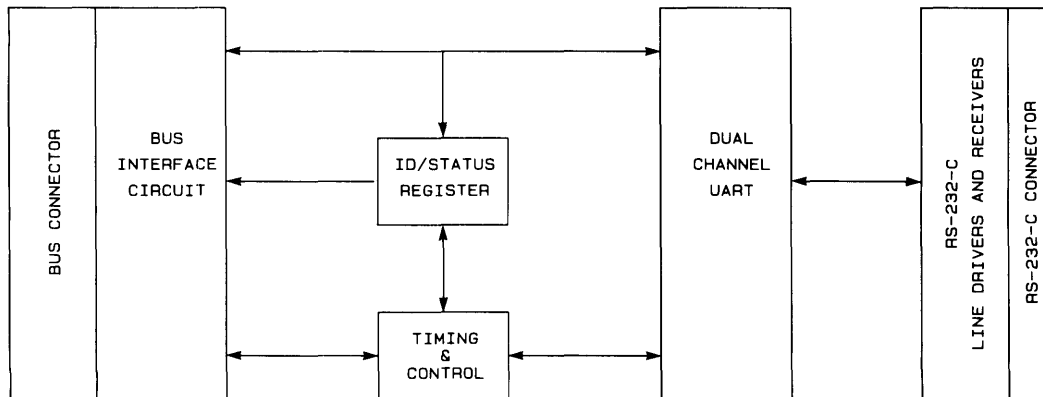 BUS CONNECTOR
BUS
INTERFACE
CIRCUIT
ID/STATUS
REGISTER
TIMING
&
CONTROL
DUAL
CHANNEL
UART
RS-232-C
LINE DRIVERS AND RECEIVERS
RS-232-C CONNECTOR